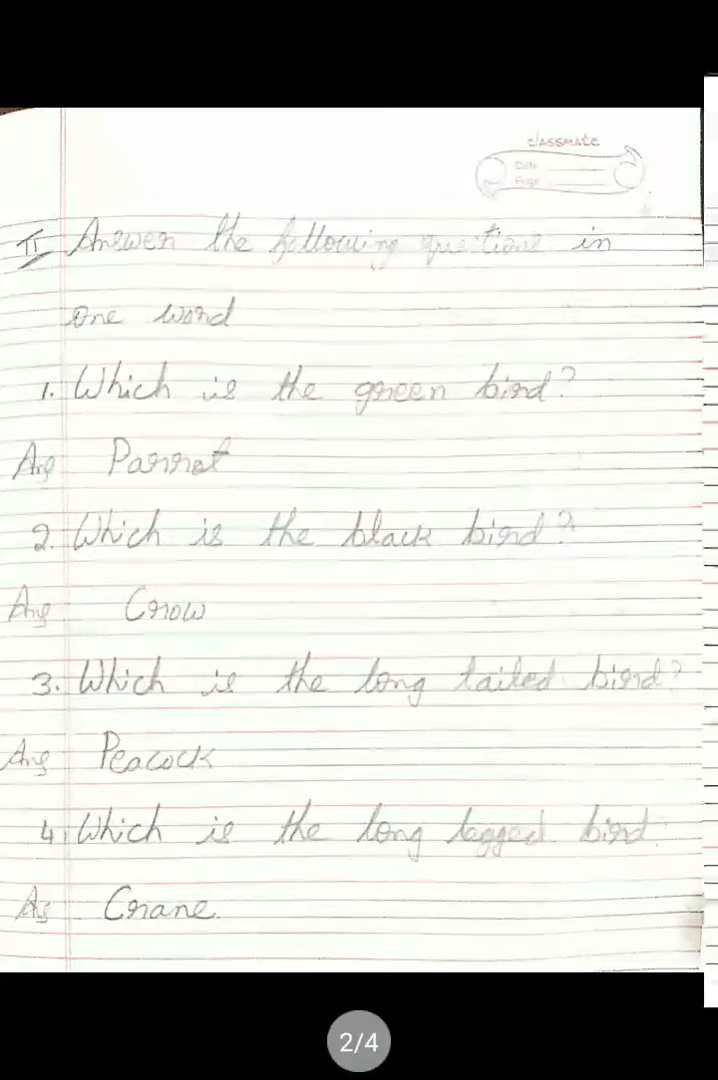 classmate
Date
Page
II Answer the following questions in
one word
1. Which is the green bird?
Ans Parrot
2. Which is the black bird?
Ans Crow
3. Which is the long tailed bird?
Ans Peacock
4. Which is the long legged bird
As Crane.
2/4